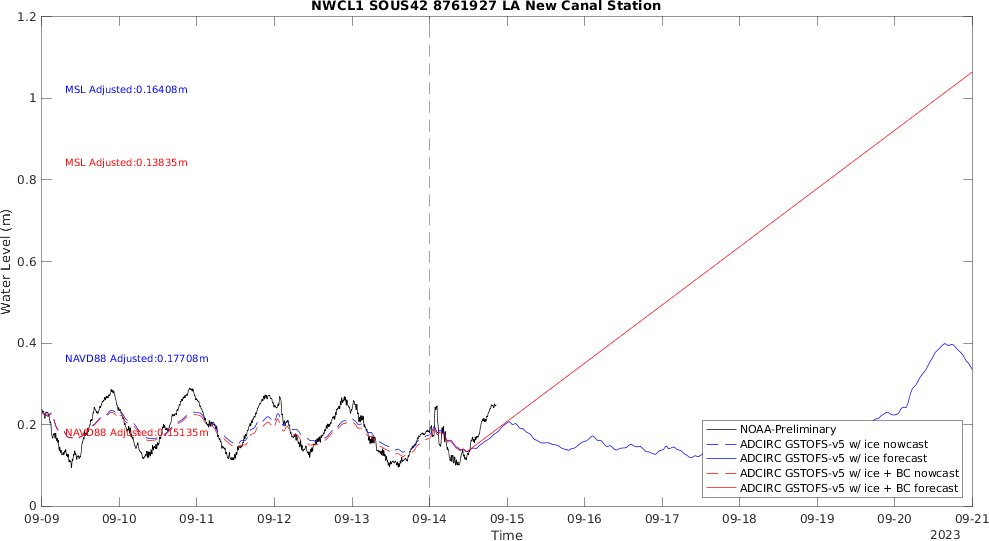 NWCL1 SOUS42 8761927 LA New Canal Station
1.2
1
0.8
0.6
0.4
0.2
0
Water Level (m)
MSL Adjusted:0.16408m
MSL Adjusted:0.13835m
NAVD88 Adjusted:0.17708m
NAVD88 Adjusted:0.15135m
NOAA-Preliminary
ADCIRC GSTOFS-v5 w/ ice nowcast
ADCIRC GSTOFS-v5 w/ ice forecast
ADCIRC GSTOFS-v5 w/ ice + BC nowcast
ADCIRC GSTOFS-v5 w/ ice + BC forecast
09-09 09-10 09-11 09-12 09-13 09-14 09-15 09-16 09-17 09-18 09-19 09-20 09-21
Time
2023